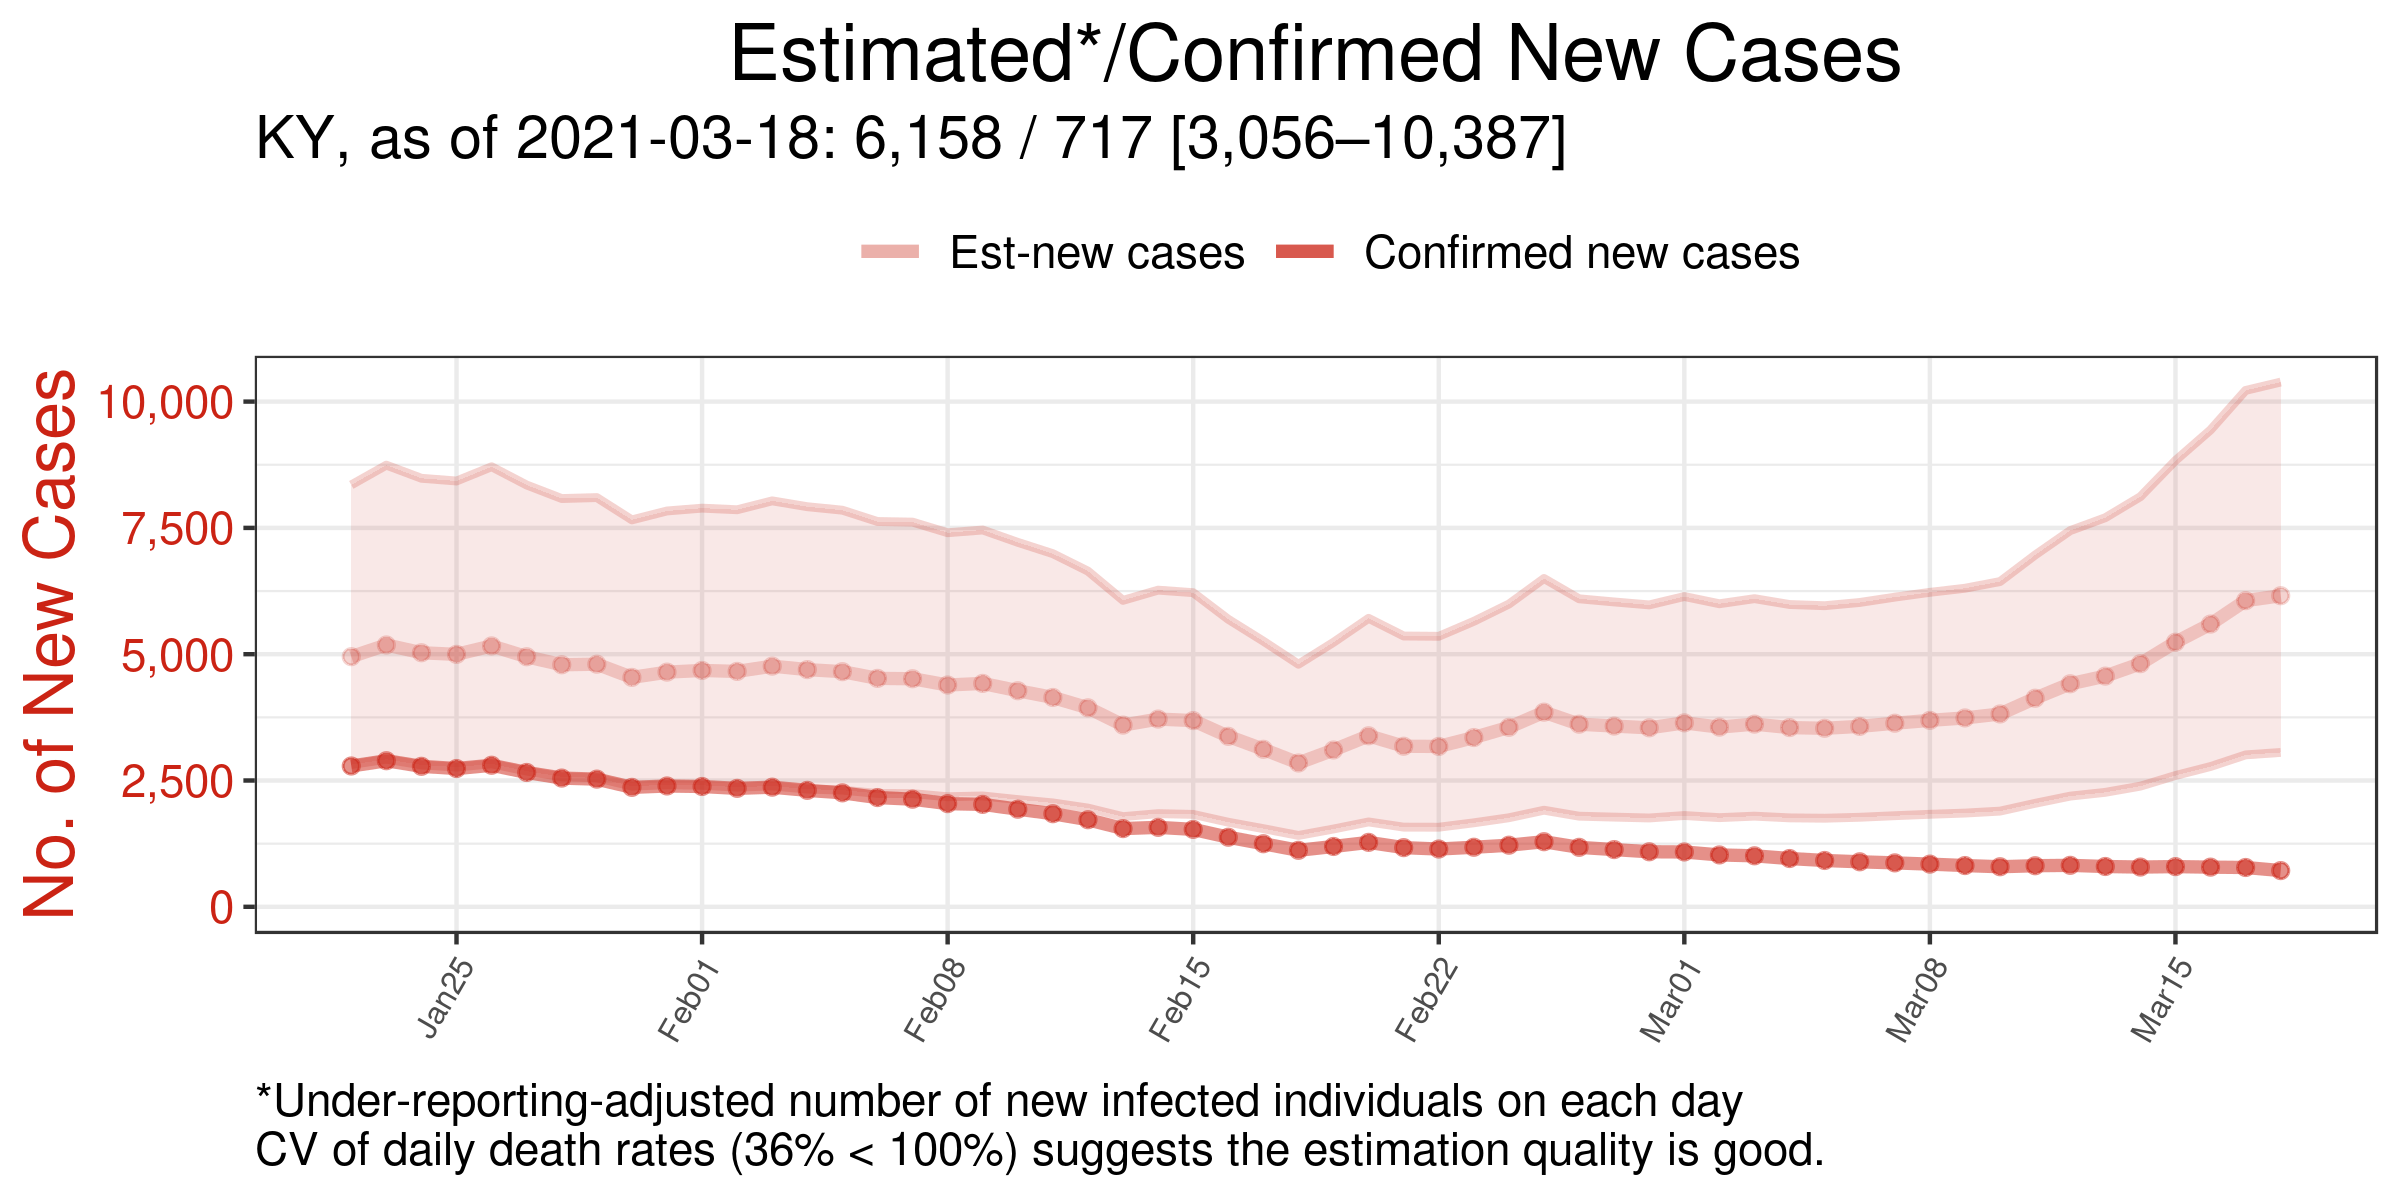 Estimated*/Confirmed New Cases
KY, as of 2021-03-18: 6,158 / 717 [3,056–10,387]
Est-new cases
Confirmed new cases
No. of New Cases
10,000
7,500
5,000
2,500
0
Jan25
Feb01
Feb08
Feb15
Feb22
Mar01
Mar08
Mar15
*Under-reporting-adjusted number of new infected individuals on each day
CV of daily death rates (36% < 100%) suggests the estimation quality is good.